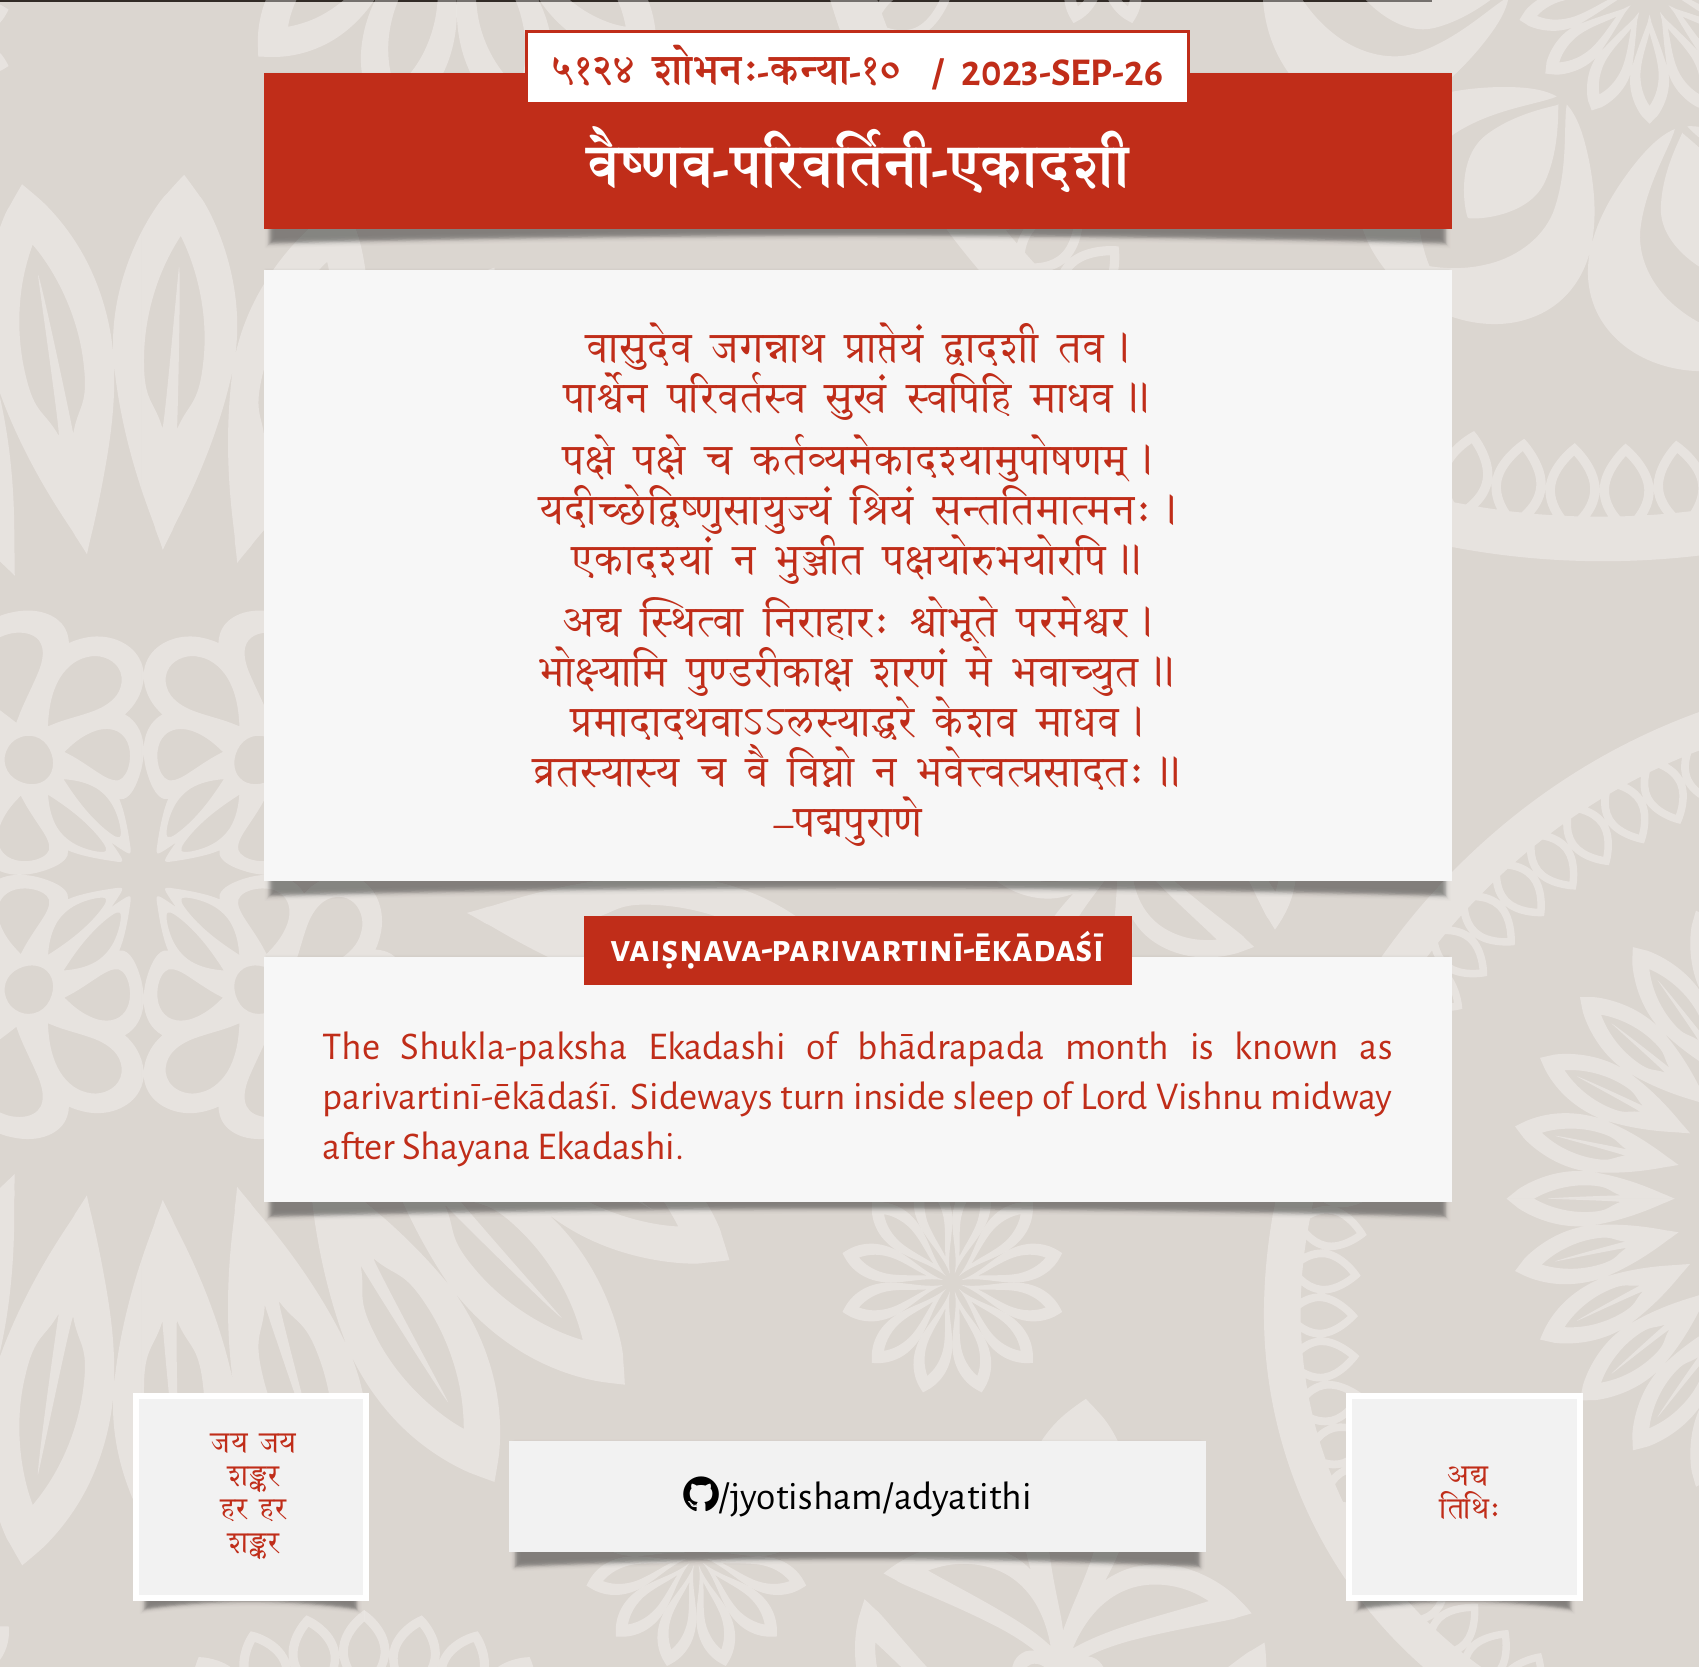 ५१२४ शोभनः-कन्या-१० / 2023-SEP-26
वैष्णव-परिवर्तिनी-एकादशी
वासुदेव जगन्नाथ प्राप्तेयं द्वादशी तव।
पार्श्वेन परिवर्तस्व सुखं स्वपिहि माधव॥
पक्षे पक्षे च कर्तव्यमेकादश्यामुपोषणम्।
यदीच्छेद्विष्णुसायुज्यं श्रियं सन्ततिमात्मनः।
एकादश्यां न भुञ्जीत पक्षयोरुभयोरपि॥
अद्य स्थित्वा निराहारः श्वोभूते परमेश्वर।
भोक्ष्यामि पुण्डरीकाक्ष शरणं मे भवाच्युत॥
प्रमादादथवाऽऽलस्याद्धरे केशव माधव।
व्रतस्यास्य च वै विघ्नो न भवेत्त्वत्प्रसादतः॥
–पद्मपुराणे
VAIṢṆAVA-PARIVARTINĪ-ĒKĀDAŚĪ
The Shukla-paksha Ekadashi of bhādrapada month is known as
parivartinī-ēkādaśī. Sideways turn inside sleep of Lord Vishnu midway
after Shayana Ekadashi.
जय जय
शङ्कर
हर हर
शङ्कर
/jyotisham/adyatithi
अद्य
तिथिः